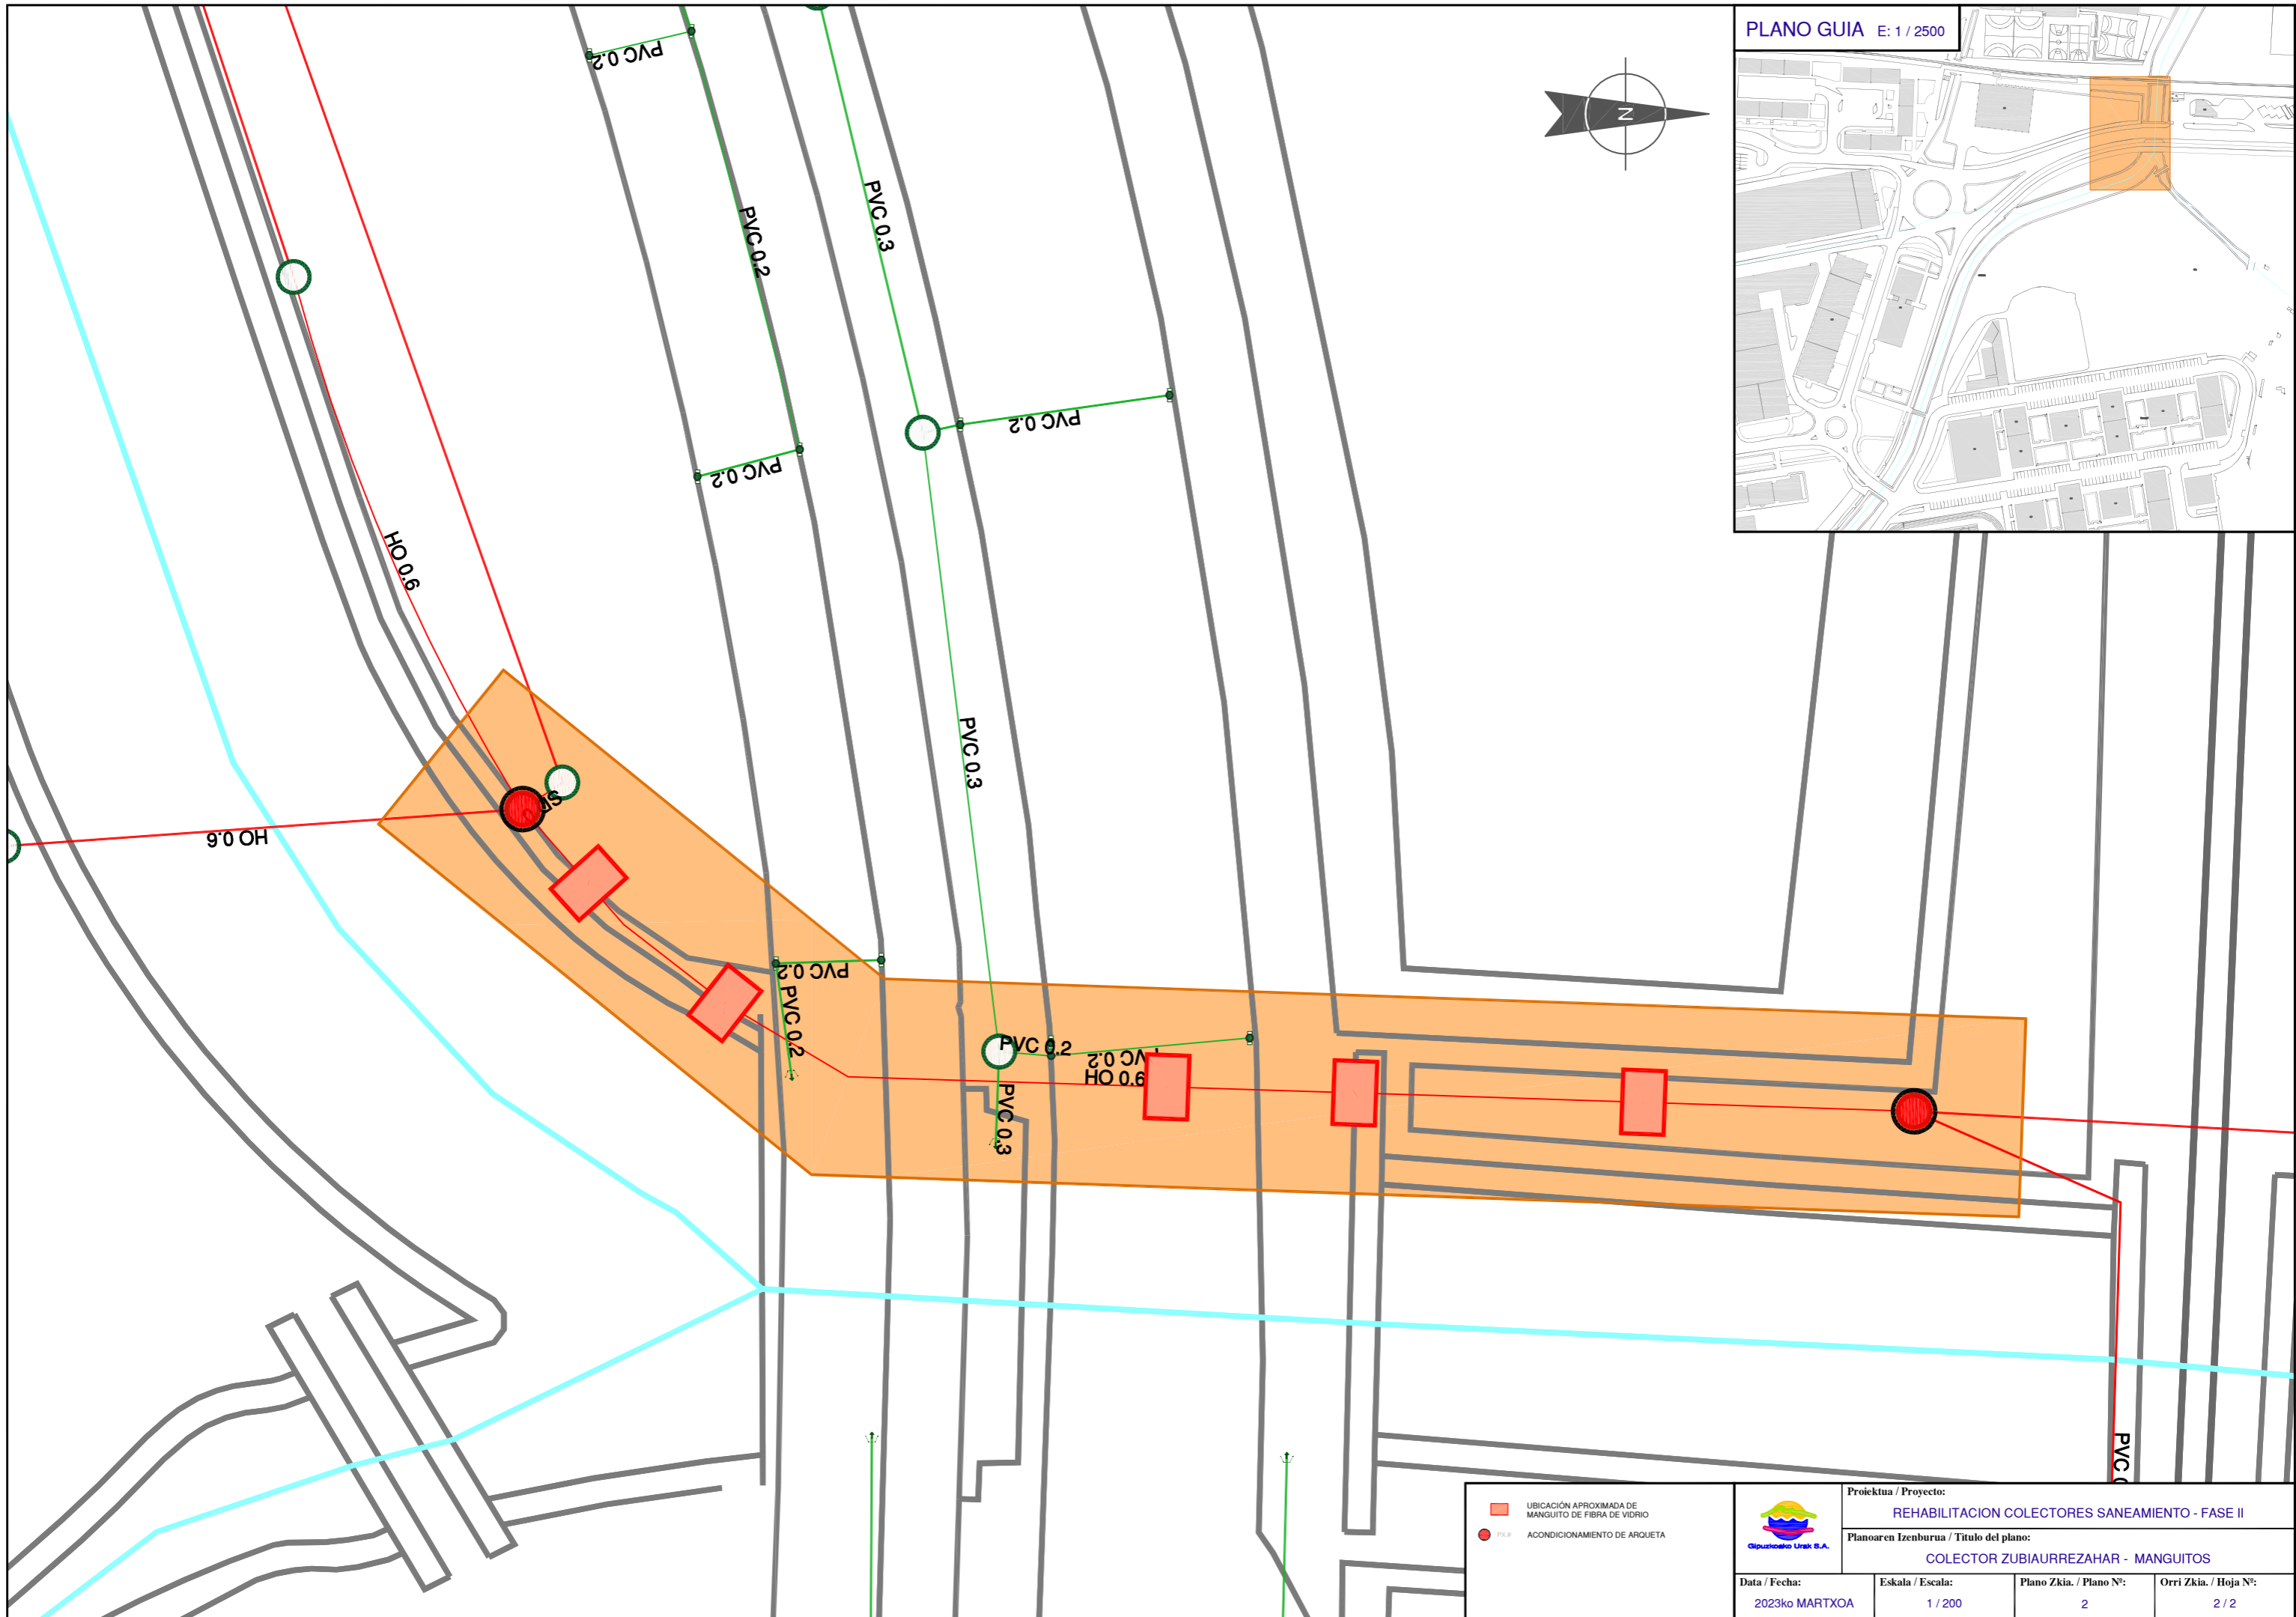 PLANO GUIA E: 1 / 2500
N
PVC 0.2
PVC 0.2
PVC 0.3
PVC 0.2
PVC 0.2
HO 0.6
PVC 0.3
HO 0.6
PVC 0.2
PVC 0.2
PVC 0.2
HO 0.6
PVC 0.3
UBICACIÓN APROXIMADA DE
MANGUITO DE FIBRA DE VIDRIO
ACONDICIONAMIENTO DE ARQUETA
Gipuzkoako Urak S.A.
Proiektua / Proyecto:
REHABILITACION COLECTORES SANEAMIENTO - FASE II
Planoaren Izenburua / Titulo del plano:
COLECTOR ZUBIAURREZAHAR - MANGUITOS
Data / Fecha:
2023ko MARTXOA
Eskala / Escala:
1 / 200
Plano Zkia. / Plano Nº:
2
Orri Zkia. / Hoja Nº:
2 / 2